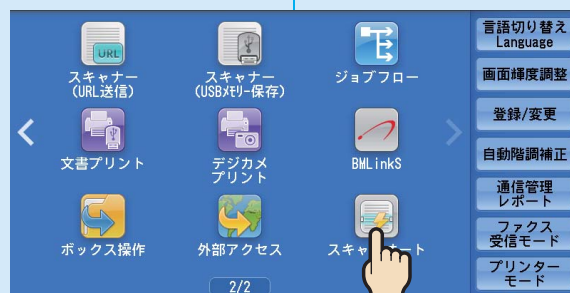 URL
スキャナー
(URL送信)
スキャナー
(USBメモリー保存)
ジョブフロー
文書プリント
デジカメ
プリント
BMLinkS
ボックス操作
外部アクセス
2/2
言語切り替え
Language
画面輝度調整
登録/変更
自動階調補正
通信管理
レポート
ファクス
受信モード
プリンター
モード